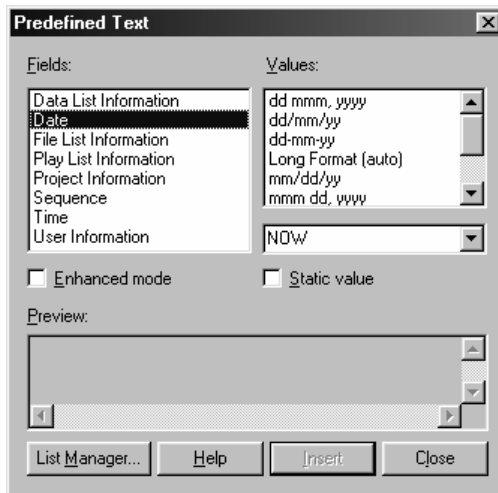 Predefined Text
Fields:
Values:
Data List Information
Date
File List Information
Play List Information
Project Information
Sequence
Time
User Information
dd mmm, yyyy
dd/mm/yy
dd-mm-yy
Long Format (auto)
mm/dd/yy
mmm dd, yyyy
NOW
Enhanced mode
Static value
Preview:
List Manager...
Help
Insert
Close